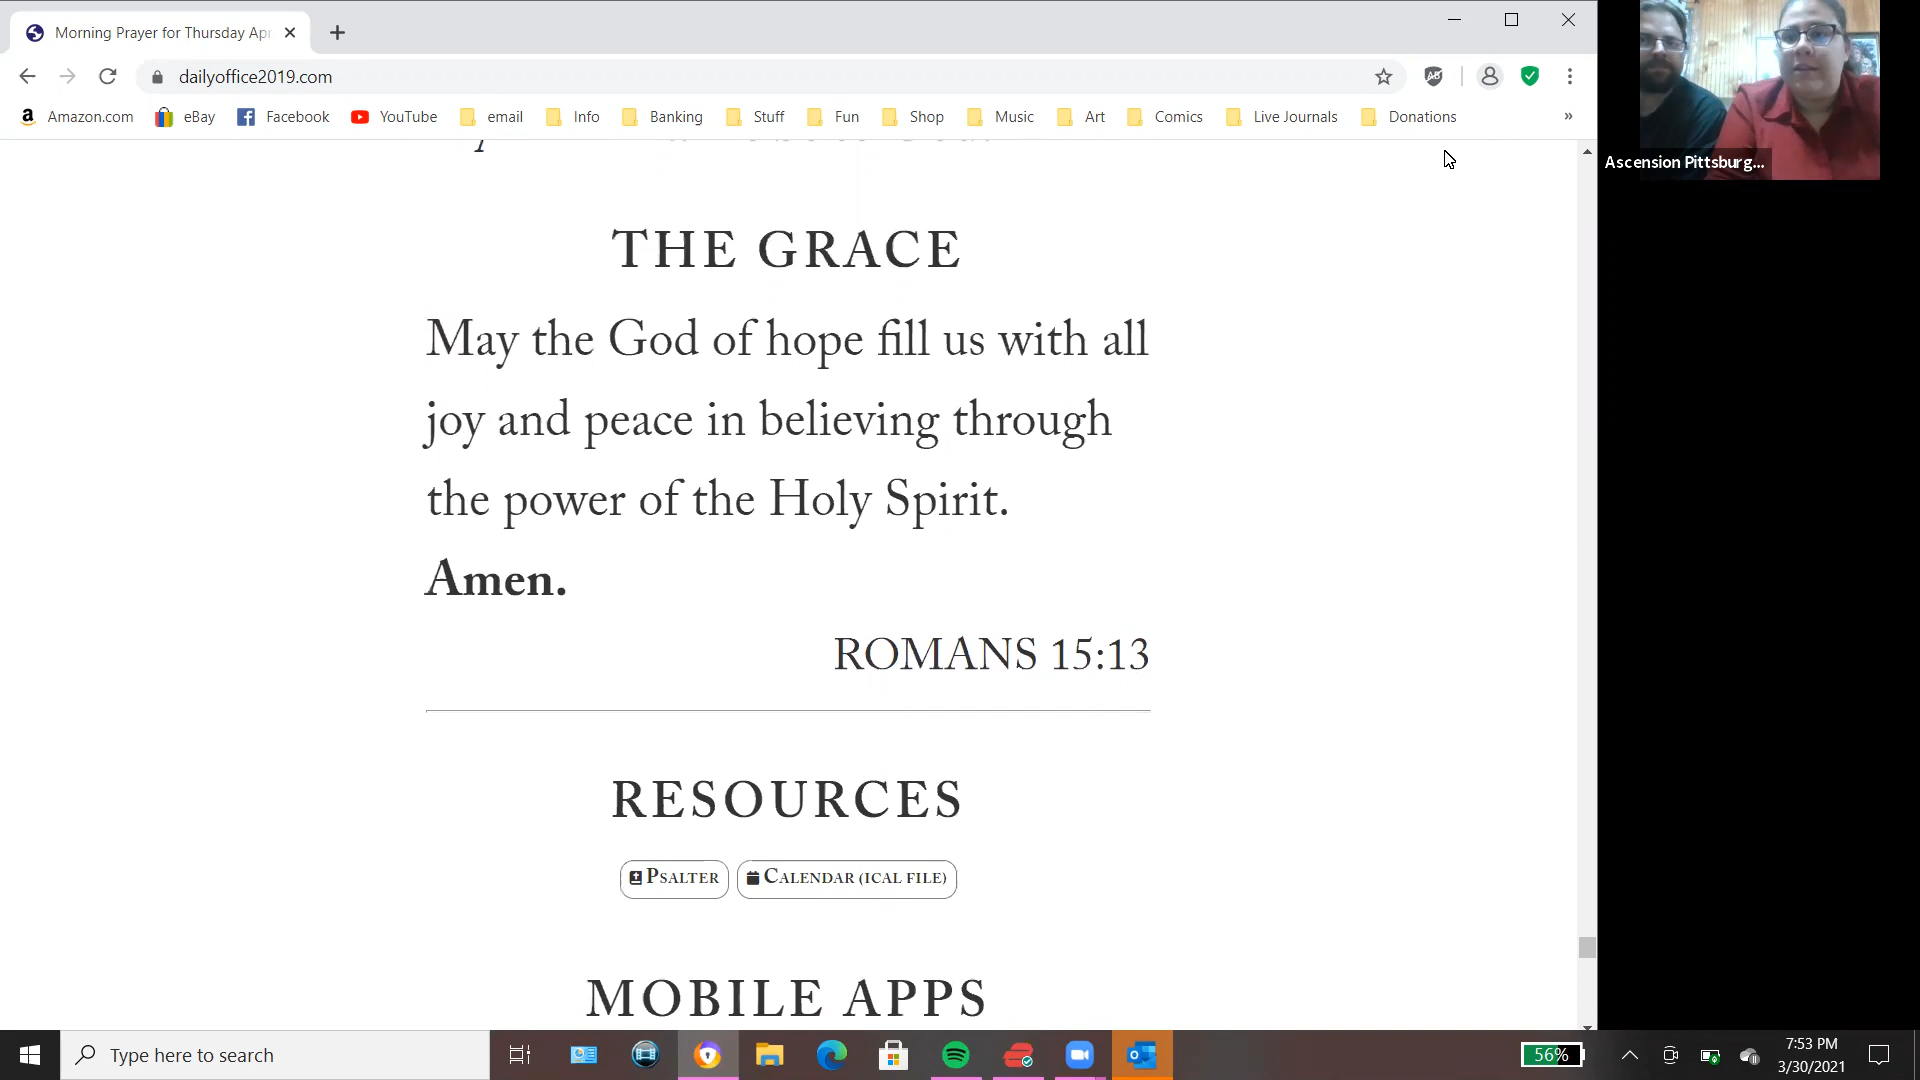 Morning Prayer for Thursday Apr
dailyoffice2019.com
Amazon.com eBay Facebook YouTube email Info Banking Stuff Fun Shop Music Art Comics Live Journals Donations »
Ascension Pittsburg...
THE GRACE
May the God of hope fill us with all
joy and peace in believing through
the power of the Holy Spirit.
Amen.
ROMANS 15:13
RESOURCES
PSALTER CALENDAR (ICAL FILE)
MOBILE APPS
Type here to search
56%
7:53 PM
3/30/2021